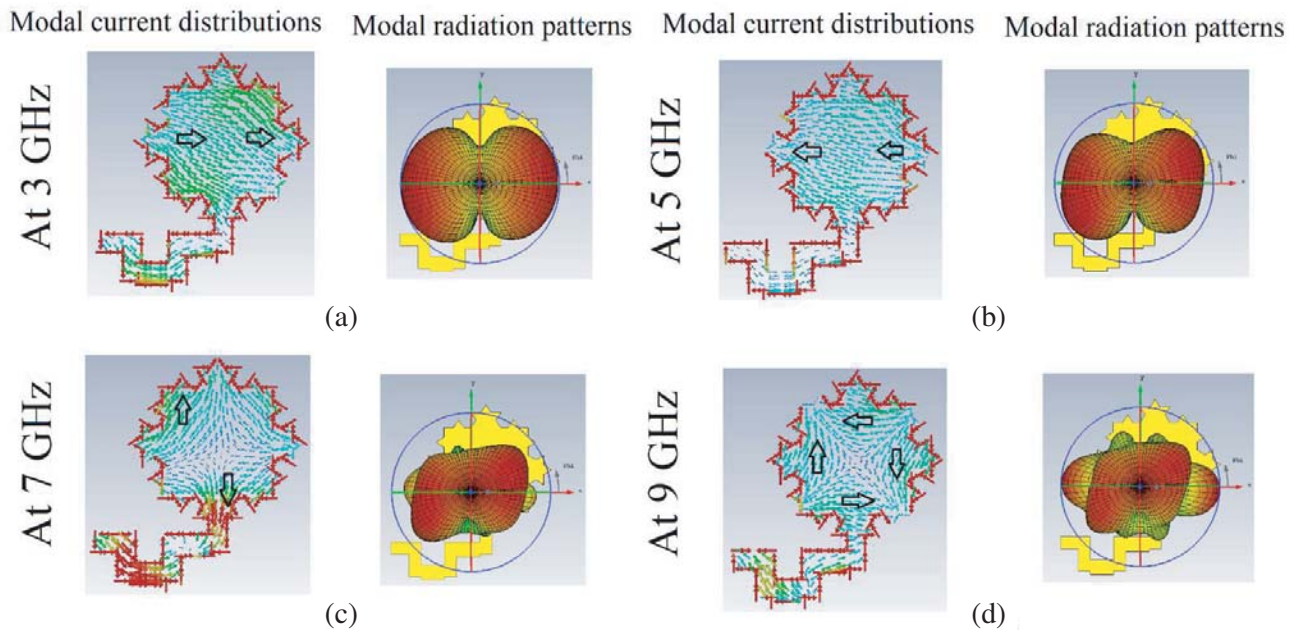 Modal current distributions
Modal radiation patterns
Modal current distributions
Modal radiation patterns
At 3 GHz
y
x
At 5 GHz
y
x
(a)
(b)
At 7 GHz
y
x
At 9 GHz
y
x
(c)
(d)